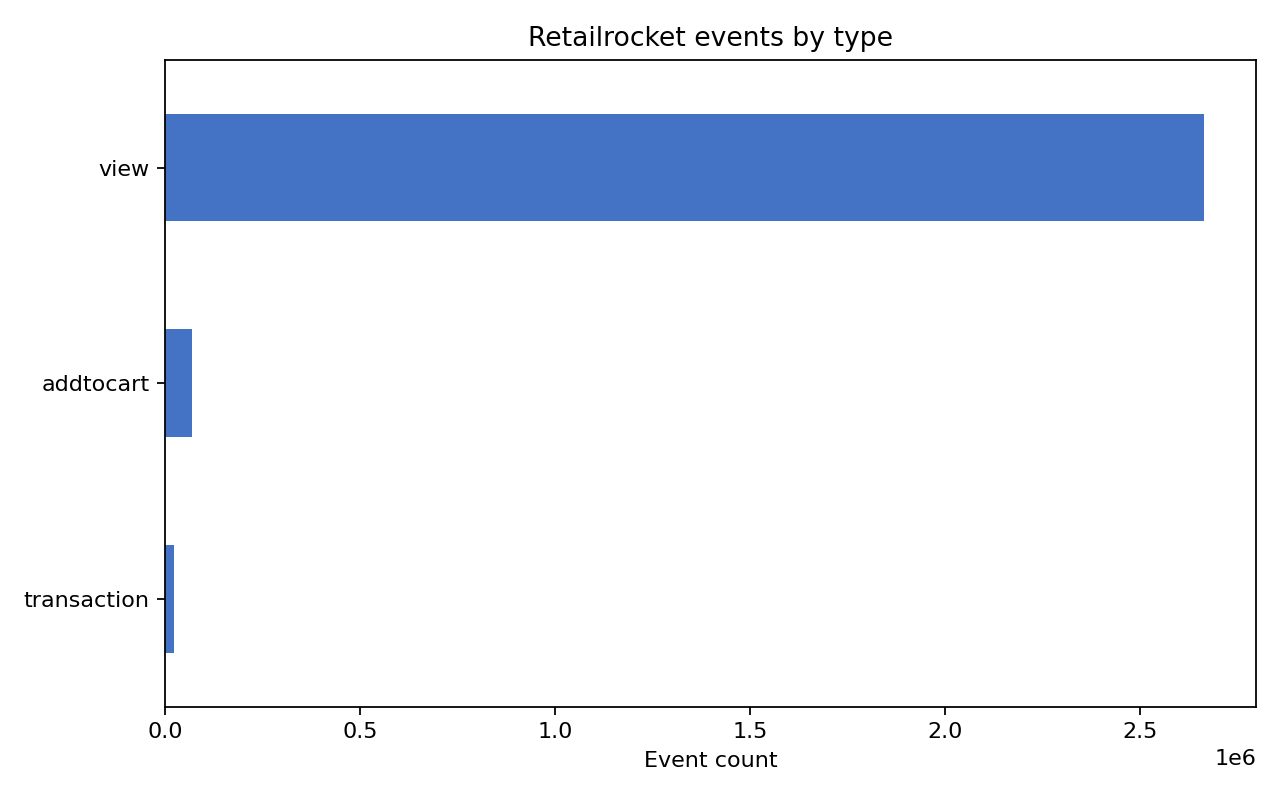 Retailrocket events by type
view
addtocart
transaction
0.0 0.5 1.0 1.5 2.0 2.5
Event count
1e6